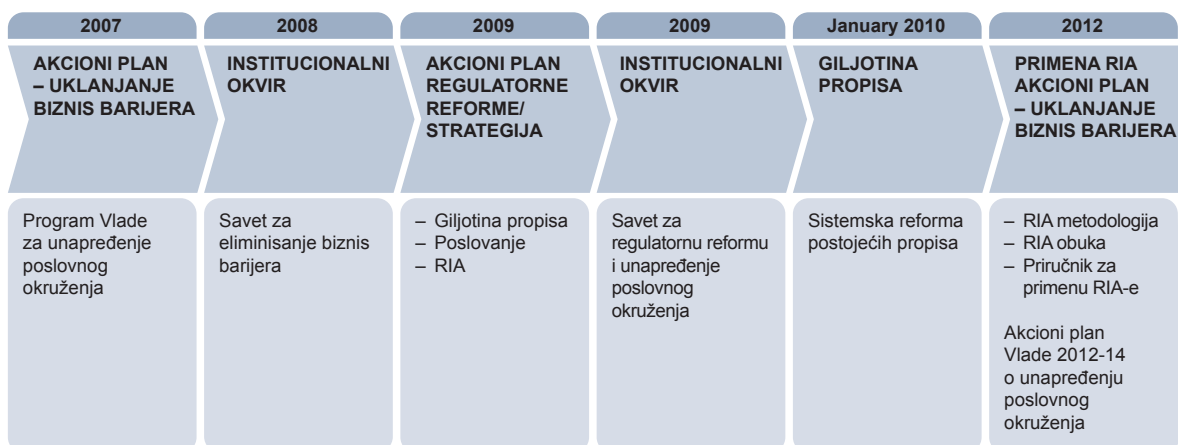 2007
AKCIONI PLAN
– UKLANJANJE
BIZNIS BARIJERA
Program Vlade
za unapređenje
poslovnog
okruženja
2008
INSTITUCIONALNI
OKVIR
Savet za
eliminisanje biznis
barijera
2009
AKCIONI PLAN
REGULATORNE
REFORME/
STRATEGIJA
– Giljotina propisa
– Poslovanje
– RIA
2009
INSTITUCIONALNI
OKVIR
Savet za
regulatornu reformu
i unapređenje
poslovnog
okruženja
January 2010
GILJOTINA
PROPISA
Sistemska reforma
postojećih propisa
2012
PRIMENA RIA
AKCIONI PLAN
– UKLANJANJE
BIZNIS BARIJERA
– RIA metodologija
– RIA obuka
– Priručnik za
primenu RIA-e
Akcioni plan
Vlade 2012-14
o unapređenju
poslovnog
okruženja